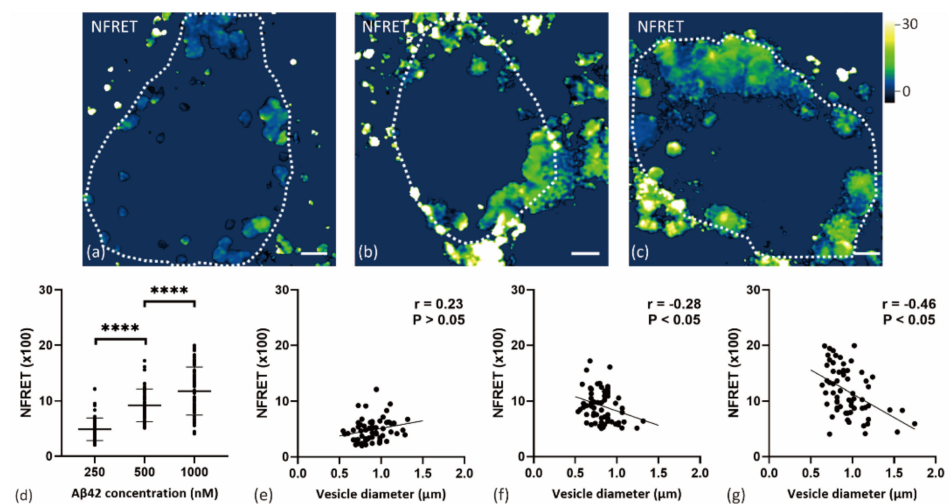 NFRET
NFRET
NFRET
30
0
(a)
(b)
(c)
****
****
30
20
10
0
NFRET (x100)
250 500 1000
Aβ42 concentration (nM)
(d)
r = 0.23
P > 0.05
30
20
10
0
NFRET (x100)
0.0 0.5 1.0 1.5 2.0
Vesicle diameter (μm)
(e)
r = -0.28
P < 0.05
30
20
10
0
NFRET (x100)
0.0 0.5 1.0 1.5 2.0
Vesicle diameter (μm)
(f)
r = -0.46
P < 0.05
30
20
10
0
NFRET (x100)
0.0 0.5 1.0 1.5 2.0
Vesicle diameter (μm)
(g)